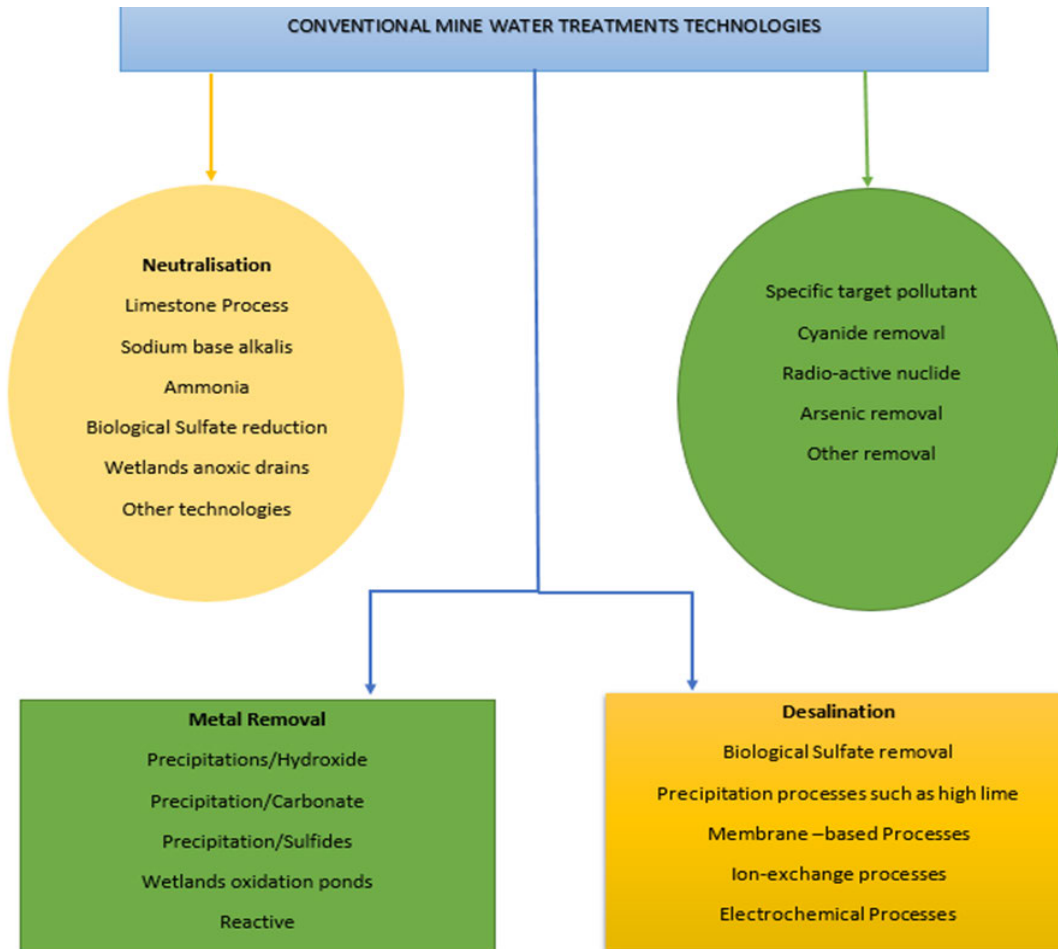 CONVENTIONAL MINE WATER TREATMENTS TECHNOLOGIES
Neutralisation
Limestone Process
Sodium base alkalis
Ammonia
Biological Sulfate reduction
Wetlands anoxic drains
Other technologies
Specific target pollutant
Cyanide removal
Radio-active nuclide
Arsenic removal
Other removal
Metal Removal
Precipitations/Hydroxide
Precipitation/Carbonate
Precipitation/Sulfides
Wetlands oxidation ponds
Reactive
Desalination
Biological Sulfate removal
Precipitation processes such as high lime
Membrane –based Processes
Ion-exchange processes
Electrochemical Processes